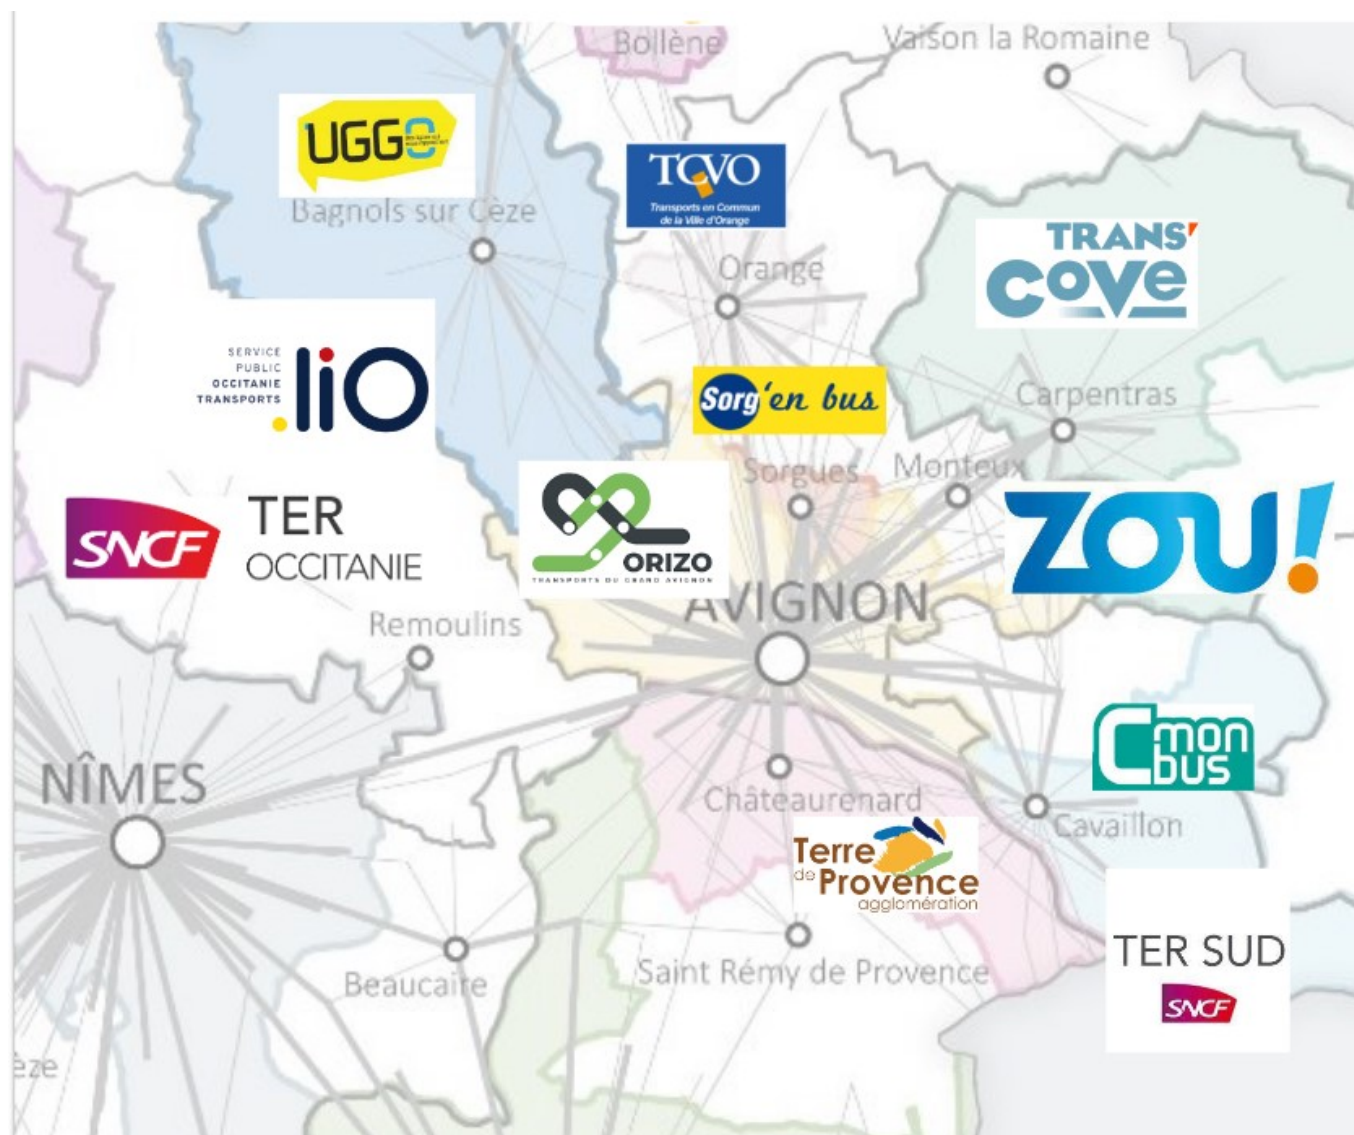 Bollène
Vaison la Romaine
UGGO
Bagnols sur Cèze
TCVO
Transports en Commun
de la Ville d'Orange
Orange
TRANS'
COVE
SERVICE
PUBLIC
OCCITANIE
TRANSPORTS
.liO
Sorg'en bus
Carpentras
Sorgues
Monteux
SNCF
TER
OCCITANIE
ORIZO
TRANSPORTS DU GRAND AVIGNON
ZOU!
AVIGNON
Remoulins
NÎMES
Cmon
bus
Châteaurenard
Cavaillon
Terre
de Provence
agglomération
Beaucaire
Saint Rémy de Provence
TER SUD
SNCF
èze